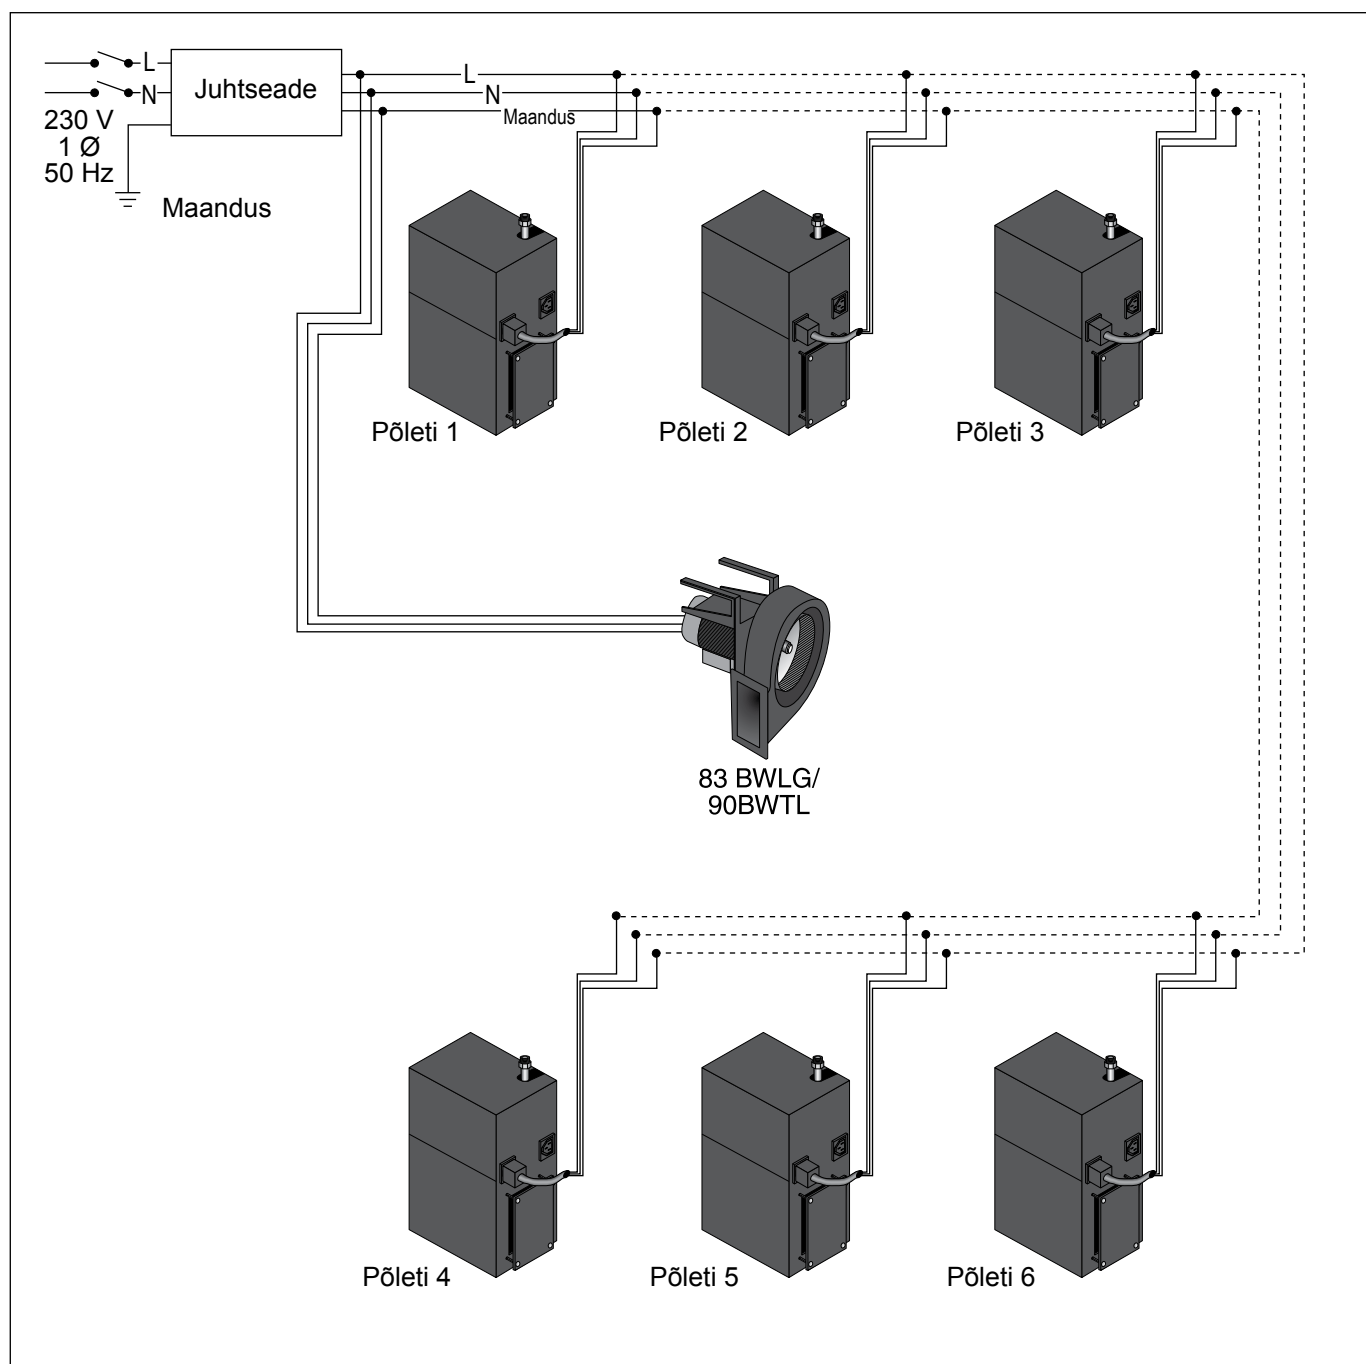 L
N
230 V
1 Ø
50 Hz
Maandus
Juhtseade
L
N
Maandus
Põleti 1
Põleti 2
Põleti 3
83 BWLG/
90BWTL
Põleti 4
Põleti 5
Põleti 6